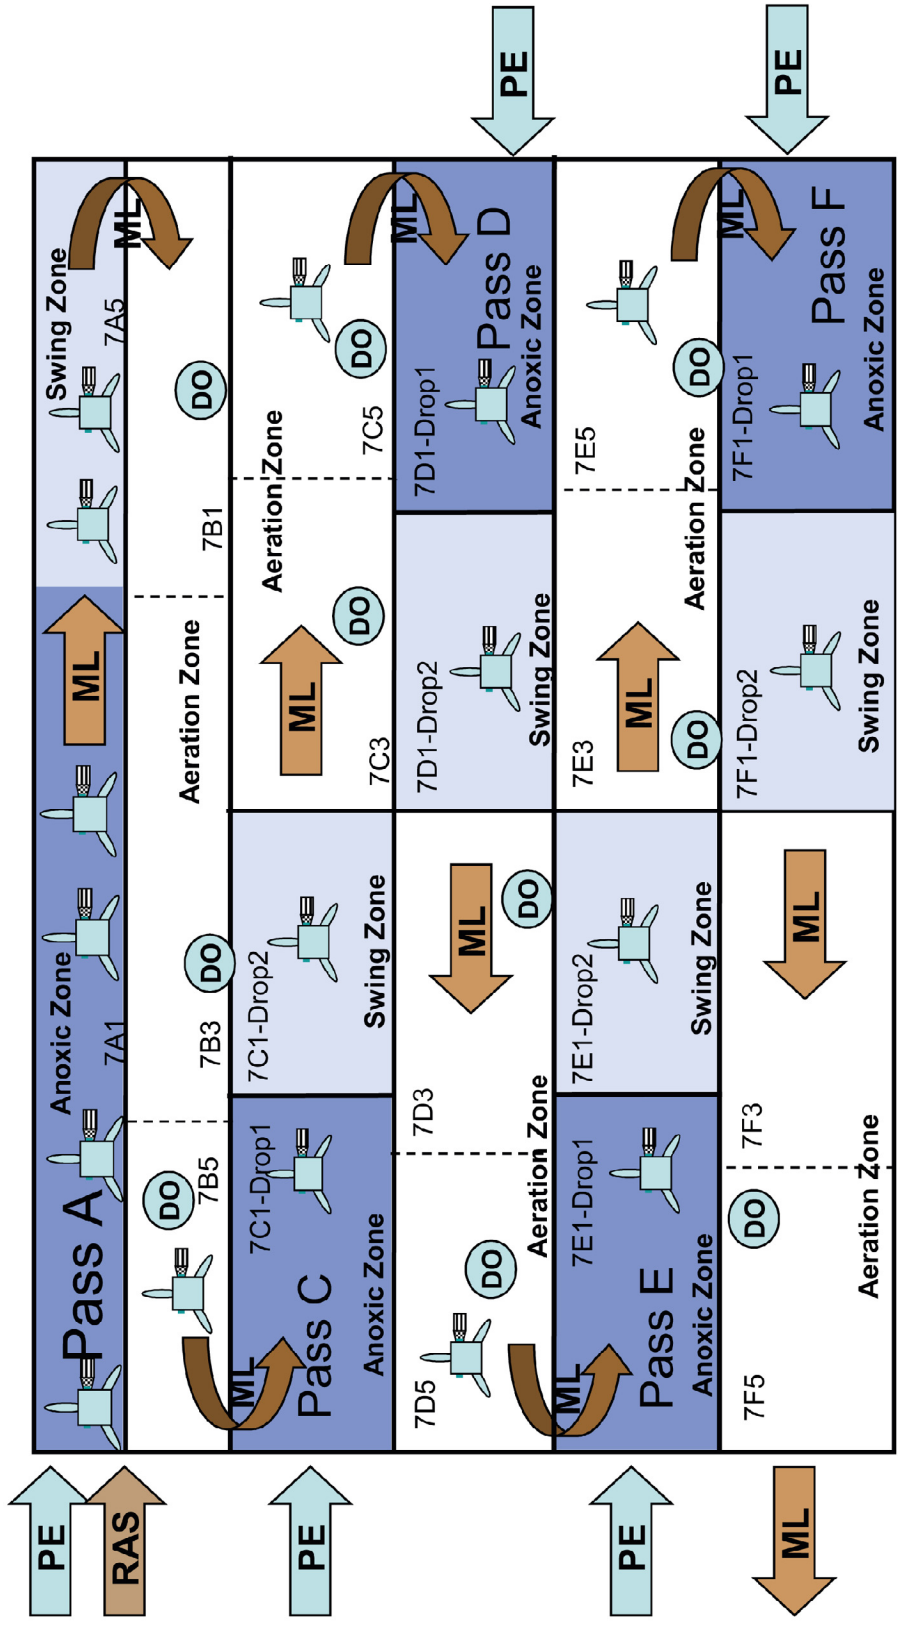 PE
RAS
Pass A
Anoxic Zone
7A1
ML
Swing Zone
7A5
ML
DO
7B1
Aeration Zone
DO
7B3
DO
7B5
ML
PE
Pass C
Anoxic Zone
7C1-Drop1
7C1-Drop2
Swing Zone
ML
7C3
DO
Aeration Zone
7C5
DO
ML
PE
Pass D
Anoxic Zone
7D1-Drop1
7D1-Drop2
Swing Zone
ML
DO
7D3
Aeration Zone
DO
7D5
ML
PE
Pass E
Anoxic Zone
7E1-Drop1
7E1-Drop2
Swing Zone
7E3
ML
DO
Aeration Zone
7E5
DO
ML
PE
Pass F
Anoxic Zone
7F1-Drop1
7F1-Drop2
Swing Zone
ML
7F3
Aeration Zone
DO
7F5
ML